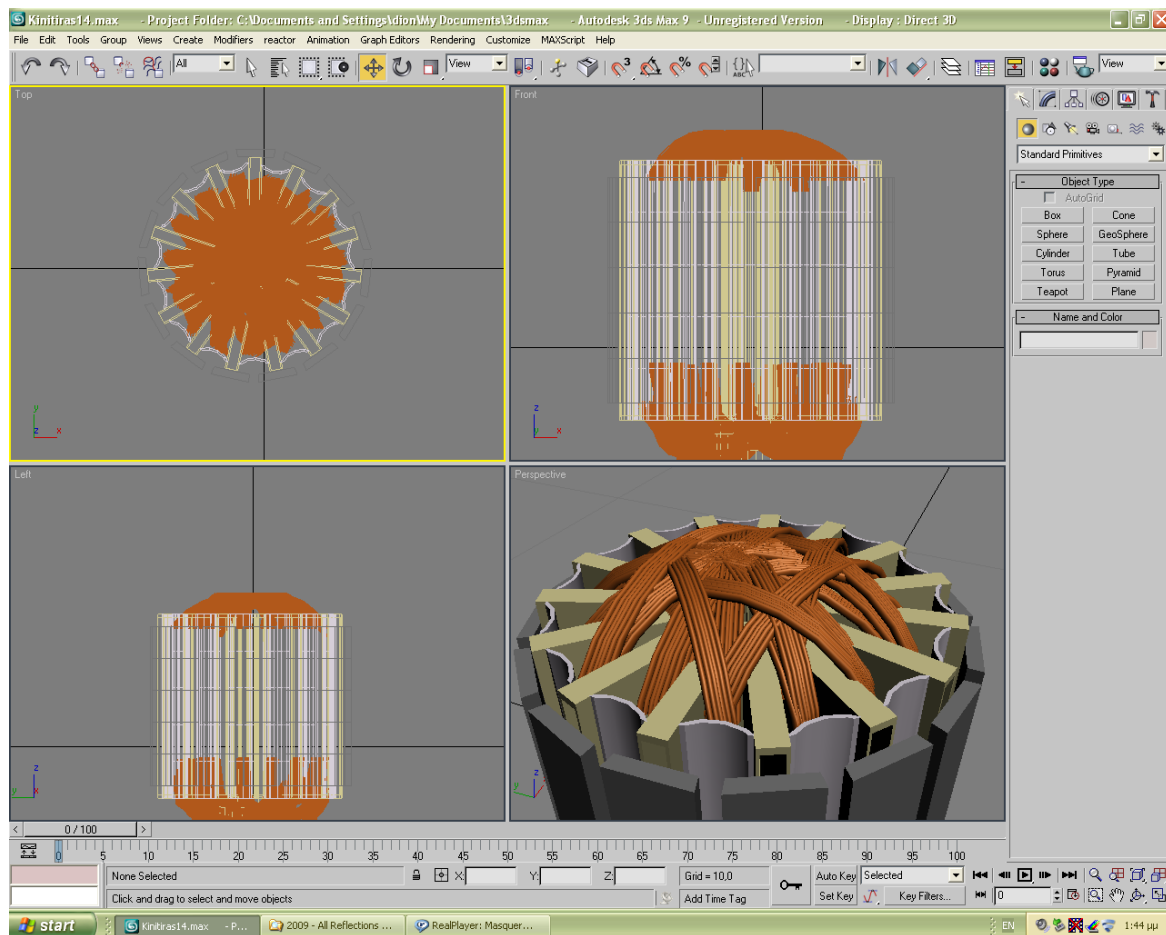 Kinitiras14.max - Project Folder: C:\Documents and Settings\dion\My Documents\3dsmax - Autodesk 3ds Max 9 - Unregistered Version - Display : Direct 3D
File Edit Tools Group Views Create Modifiers reactor Animation Graph Editors Rendering Customize MAXScript Help
All View View
Top Front
Standard Primitives
- Object Type
AutoGrid
Box Cone
Sphere GeoSphere
Cylinder Tube
Torus Pyramid
Teapot Plane
- Name and Color
y
z x
z
y x
Left Perspective
z
y x
z
y
< 0 / 100 >
0 5 10 15 20 25 30 35 40 45 50 55 60 65 70 75 80 85 90 95 100
None Selected X: Y: Z: Grid = 10,0 Auto Key Selected
Click and drag to select and move objects Add Time Tag Set Key Key Filters... 0
start Kinitiras14.max - P... 2009 - All Reflections ... RealPlayer: Masquer... EN 1:44 μμ